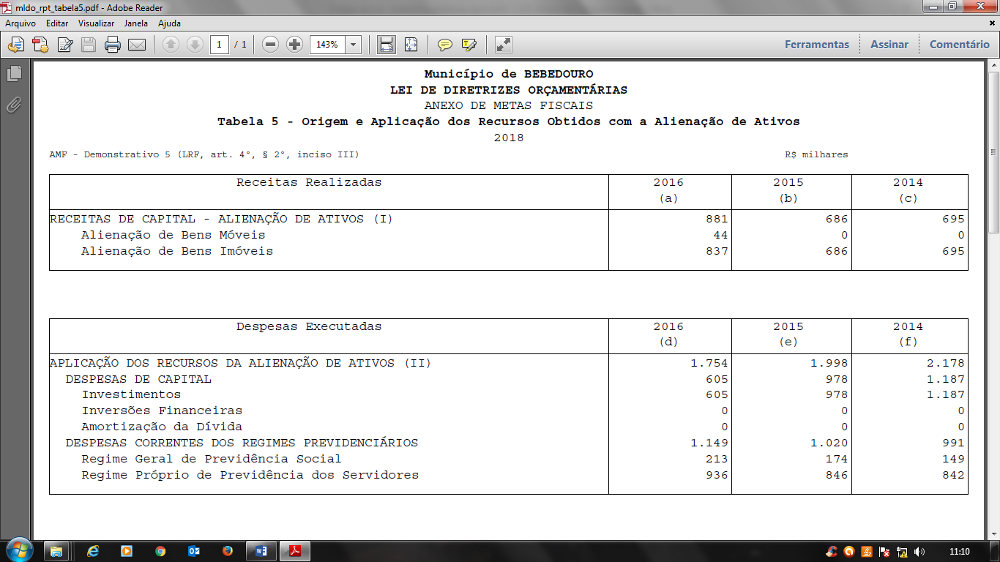 mldo_rpt_tabela5.pdf - Adobe Reader
Arquivo Editar Visualizar Janela Ajuda
1 / 1 143% Ferramentas Assinar Comentário
Município de BEBEDOURO
LEI DE DIRETRIZES ORÇAMENTÁRIAS
ANEXO DE METAS FISCAIS
Tabela 5 - Origem e Aplicação dos Recursos Obtidos com a Alienação de Ativos
2018
AMF - Demonstrativo 5 (LRF, art. 4°, § 2°, inciso III) R$ milhares
Receitas Realizadas 2016 2015 2014
(a) (b) (c)
RECEITAS DE CAPITAL - ALIENAÇÃO DE ATIVOS (I) 881 686 695
Alienação de Bens Móveis 44 0 0
Alienação de Bens Imóveis 837 686 695
Despesas Executadas 2016 2015 2014
(d) (e) (f)
APLICAÇÃO DOS RECURSOS DA ALIENAÇÃO DE ATIVOS (II) 1.754 1.998 2.178
DESPESAS DE CAPITAL 605 978 1.187
Investimentos 605 978 1.187
Inversões Financeiras 0 0 0
Amortização da Dívida 0 0 0
DESPESAS CORRENTES DOS REGIMES PREVIDENCIÁRIOS 1.149 1.020 991
Regime Geral de Previdência Social 213 174 149
Regime Próprio de Previdência dos Servidores 936 846 842
11:10